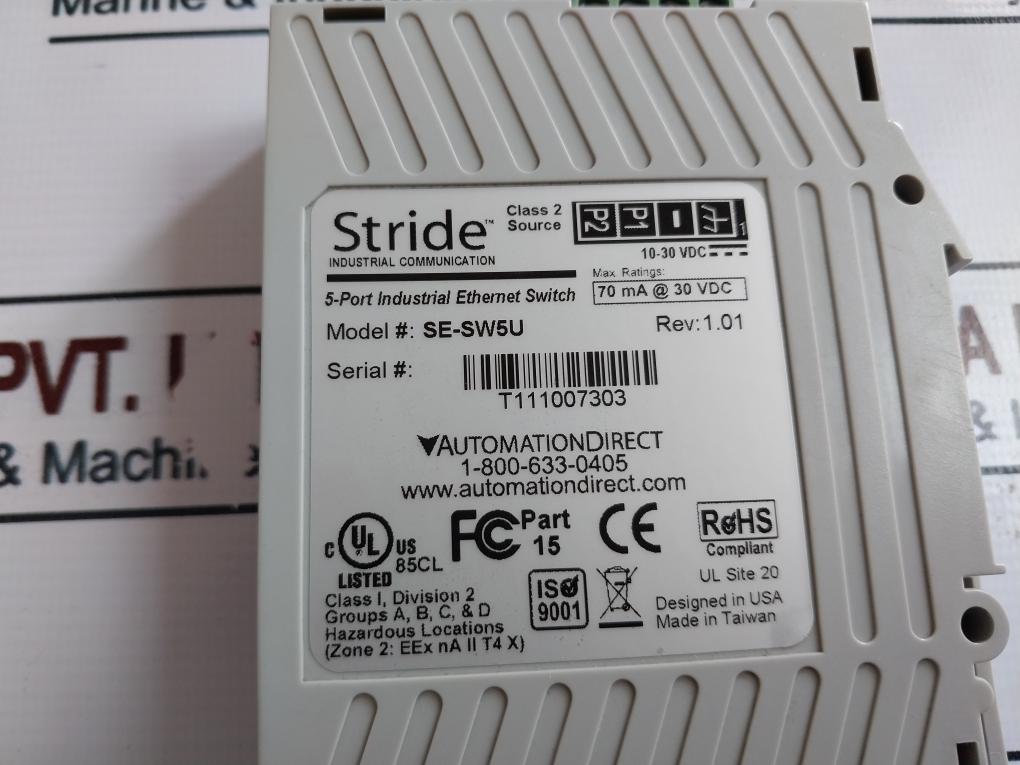 Marine &
PVT.
& Machi
A
&
Stride™
INDUSTRIAL COMMUNICATION
Class 2
Source
P2 P1
1
10-30 VDC
Max. Ratings:
70 mA @ 30 VDC
5-Port Industrial Ethernet Switch
Model #: SE-SW5U
Rev:1.01
Serial #:
T111007303
AUTOMATIONDIRECT
1-800-633-0405
www.automationdirect.com
C UL US
LISTED
85CL
FC Part
15
CE
RoHS
Compliant
Class I, Division 2
Groups A, B, C, & D
Hazardous Locations
(Zone 2: EEx nA II T4 X)
ISO
9001
UL Site 20
Designed in USA
Made in Taiwan